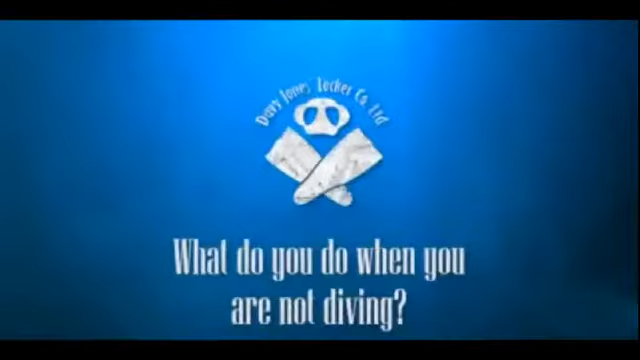 Davy Jones Locker Co. Ltd
What do you do when you
are not diving?